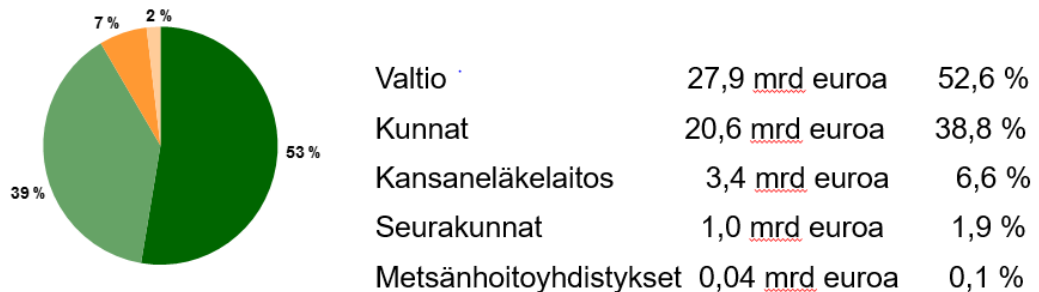 2 %
7 %
53 %
39 %
Valtio 27,9 mrd euroa 52,6 %
Kunnat 20,6 mrd euroa 38,8 %
Kansaneläkelaitos 3,4 mrd euroa 6,6 %
Seurakunnat 1,0 mrd euroa 1,9 %
Metsänhoitoyhdistykset 0,04 mrd euroa 0,1 %